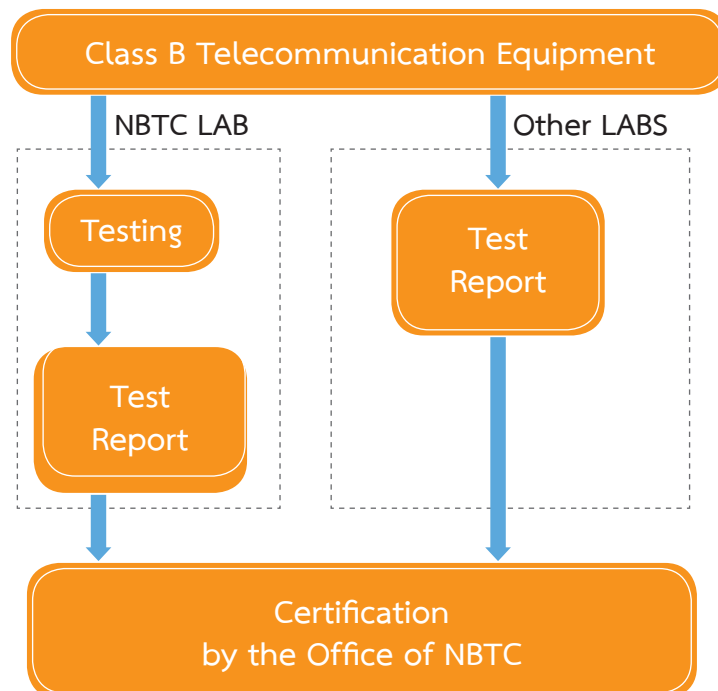 Class B Telecommunication Equipment
NBTC LAB
Other LABS
Testing
Test
Report
Test
Report
Certification
by the Office of NBTC